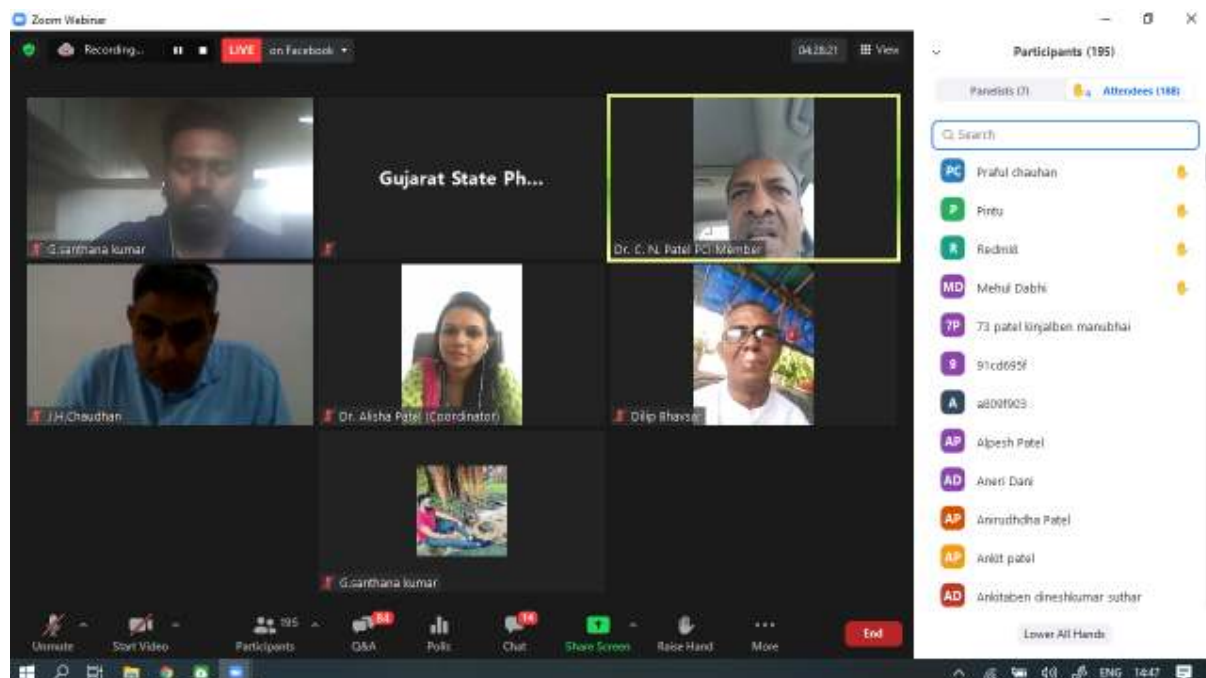 Zoom Webinar
Recording...
LIVE on Facebook
04:28:21
View
G.santhana kumar
Gujarat State Ph...
Dr. C. N. Patel PCI Member
J.H.Chaudhari
Dr. Alisha Patel (Coordinator)
Dilip Bhavsar
G.santhana kumar
Unmute
Start Video
195
Participants
84
Q&A
Polls
14
Chat
Share Screen
Raise Hand
More
End
Participants (195)
Panelists (7)
4 Attendees (188)
Search
PC Praful chauhan
P Pintu
R Redmi8
MD Mehul Dabhi
7P 73 patel kinjalben manubhai
9 91cd695f
A a809f903
AP Alpesh Patel
AD Aneri Dani
AP Anirudhdha Patel
AP Ankit patel
AD Ankitaben dineshkumar suthar
Lower All Hands
ENG 14:47